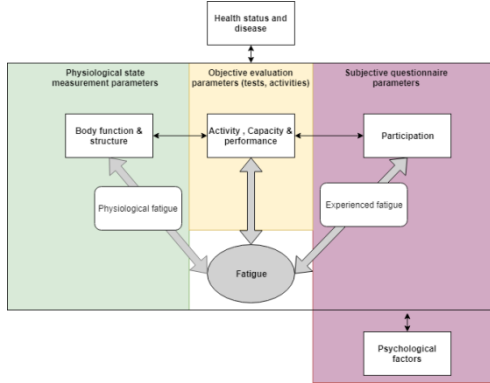 Health status and
disease
Physiological state
measurement parameters
Objective evaluation
parameters (tests, activities)
Subjective questionnaire
parameters
Body function &
structure
Activity , Capacity &
performance
Participation
Physiological fatigue
Experienced fatigue
Fatigue
Psychological
factors